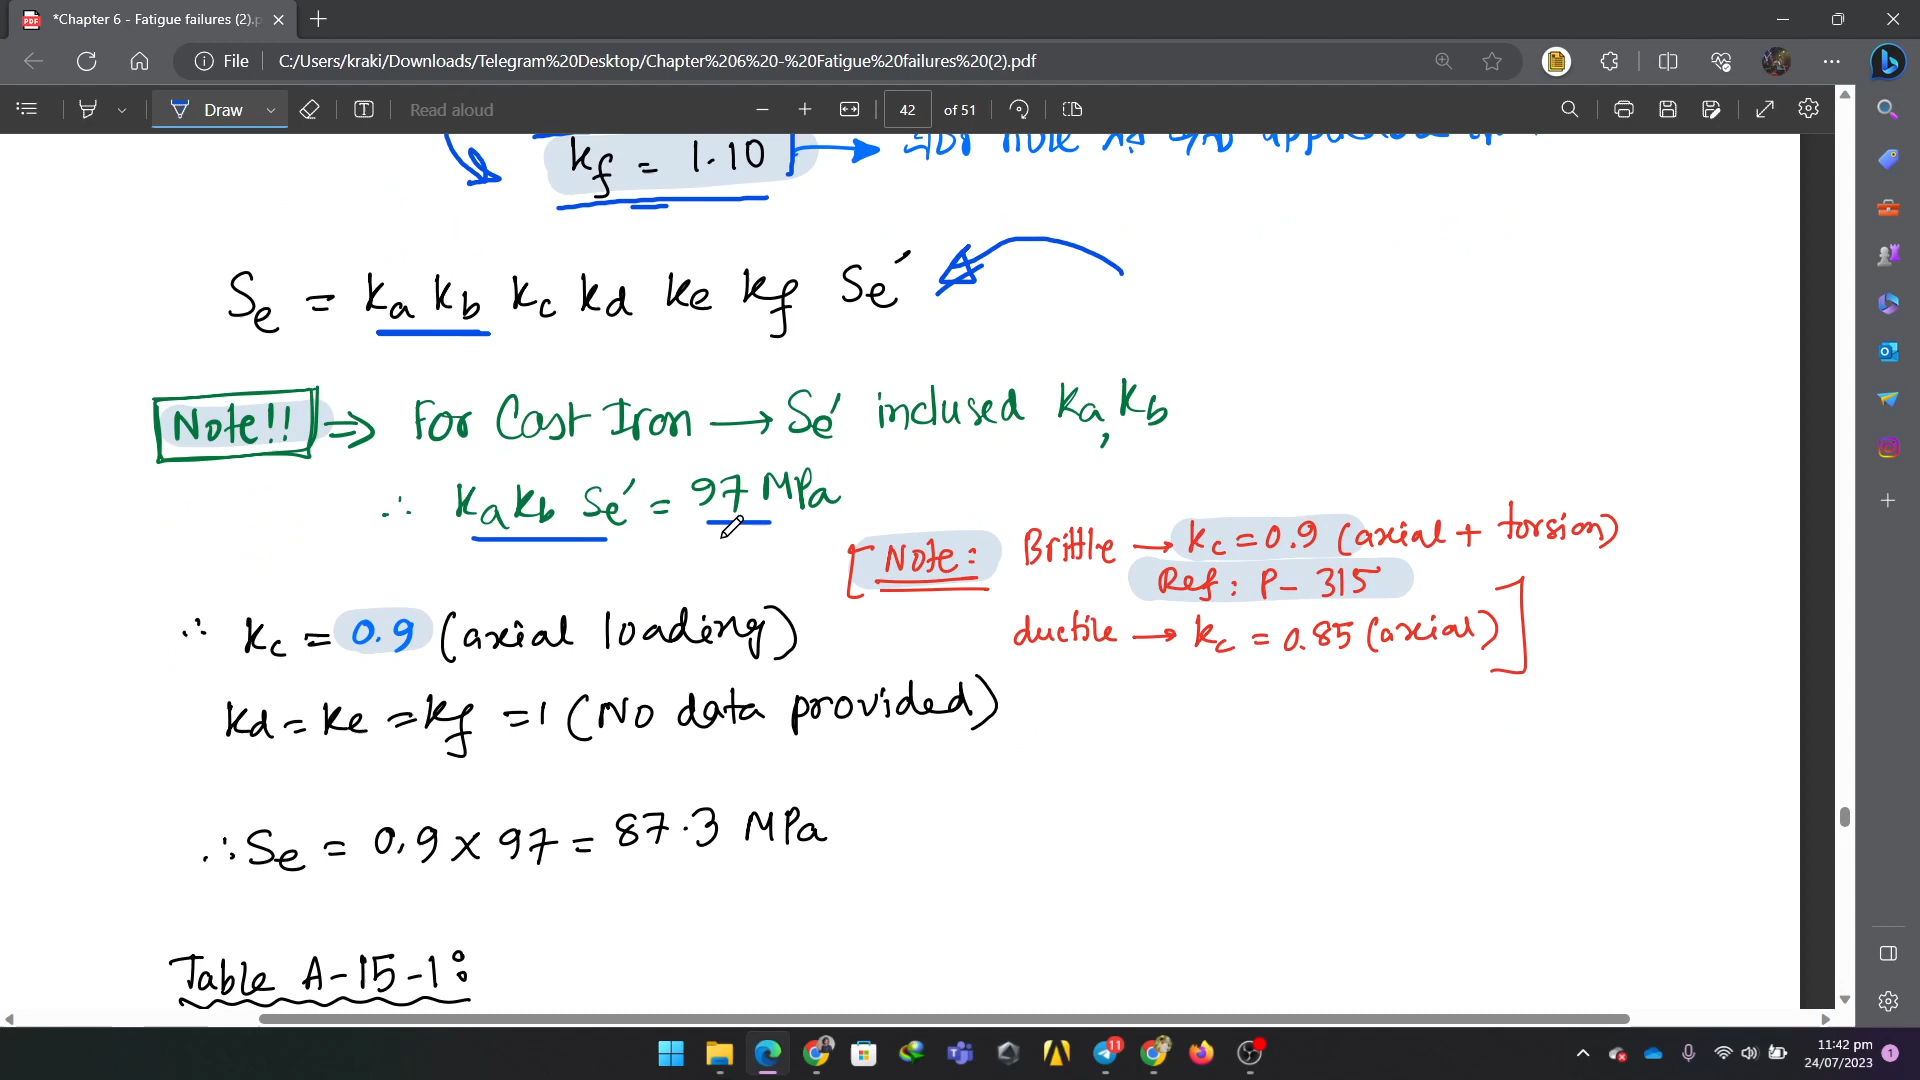 *Chapter 6 - Fatigue failures (2).p
File
C:/Users/kraki/Downloads/Telegram%20Desktop/Chapter%206%20-%20Fatigue%20failures%20(2).pdf
Draw
Read aloud
42 of 51
kf = 1.10
Se = ka kb kc kd ke kf Se'
Note!! ⇒ For Cast Iron → Se' inclused ka, kb
∴ ka kb Se' = 97 MPa
[Note: Brittle → kc = 0.9 (axial + torsion)
Ref: P- 315
ductile → kc = 0.85 (axial)]
∵ kc = 0.9 (axial loading)
kd = ke = kf = 1 (No data provided)
∴ Se = 0.9 x 97 = 87.3 MPa
Table A-15-1:
11
11:42 pm
24/07/2023
1